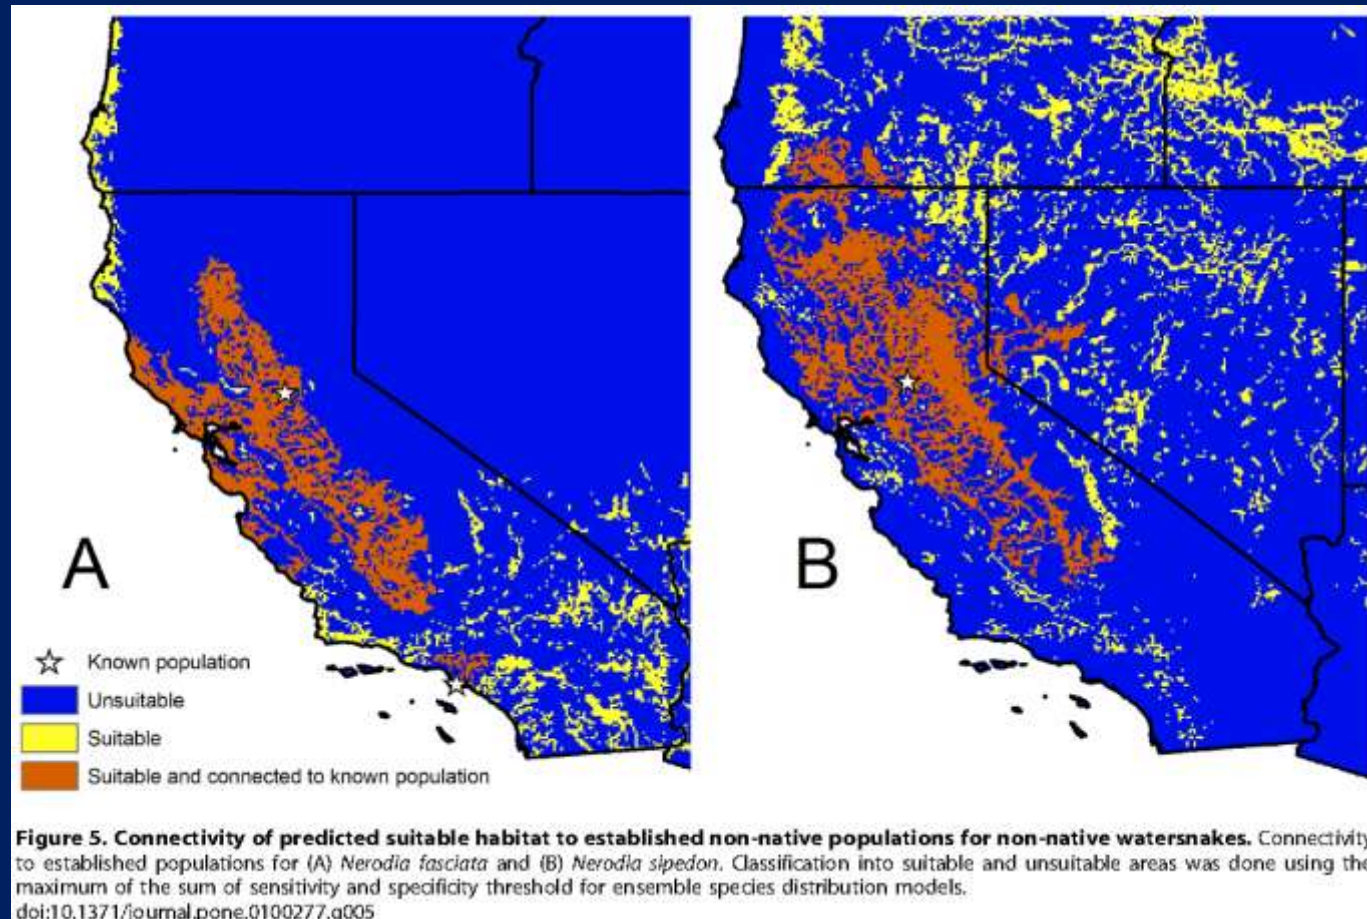 A
B
Known population
Unsuitable
Suitable
Suitable and connected to known population
Figure 5. Connectivity of predicted suitable habitat to established non-native populations for non-native watersnakes. Connectivity
to established populations for (A) Nerodia fasciata and (B) Nerodia sipedon. Classification into suitable and unsuitable areas was done using the
maximum of the sum of sensitivity and specificity threshold for ensemble species distribution models.
doi:10.1371/journal.pone.0100277.g005